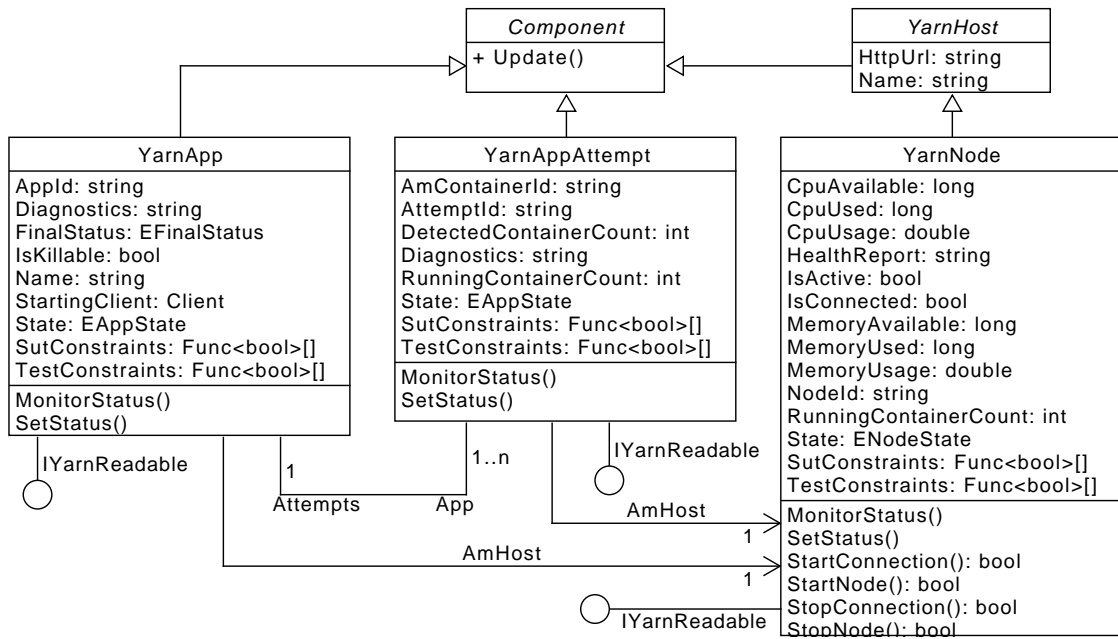 Component
+ Update()
YarnHost
HttpUrl: string
Name: string
YarnApp
AppId: string
Diagnostics: string
FinalStatus: EFinalStatus
IsKillable: bool
Name: string
StartingClient: Client
State: EAppState
SutConstraints: Func<bool>[]
TestConstraints: Func<bool>[]
MonitorStatus()
SetStatus()
YarnAppAttempt
AmContainerId: string
AttemptId: string
DetectedContainerCount: int
Diagnostics: string
RunningContainerCount: int
State: EAppState
SutConstraints: Func<bool>[]
TestConstraints: Func<bool>[]
MonitorStatus()
SetStatus()
YarnNode
CpuAvailable: long
CpuUsed: long
CpuUsage: double
HealthReport: string
IsActive: bool
IsConnected: bool
MemoryAvailable: long
MemoryUsed: long
MemoryUsage: double
NodeId: string
RunningContainerCount: int
State: ENodeState
SutConstraints: Func<bool>[]
TestConstraints: Func<bool>[]
MonitorStatus()
SetStatus()
StartConnection(): bool
StartNode(): bool
StopConnection(): bool
StopNode(): bool
IYarnReadable
1
1..n
Attempts
App
IYarnReadable
AmHost
1
AmHost
1
IYarnReadable